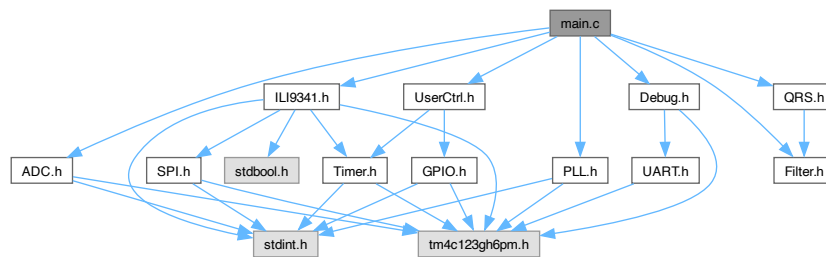 main.c
ILI9341.h
UserCtrl.h
Debug.h
QRS.h
ADC.h
SPI.h
stdbool.h
Timer.h
GPIO.h
PLL.h
UART.h
Filter.h
stdint.h
tm4c123gh6pm.h